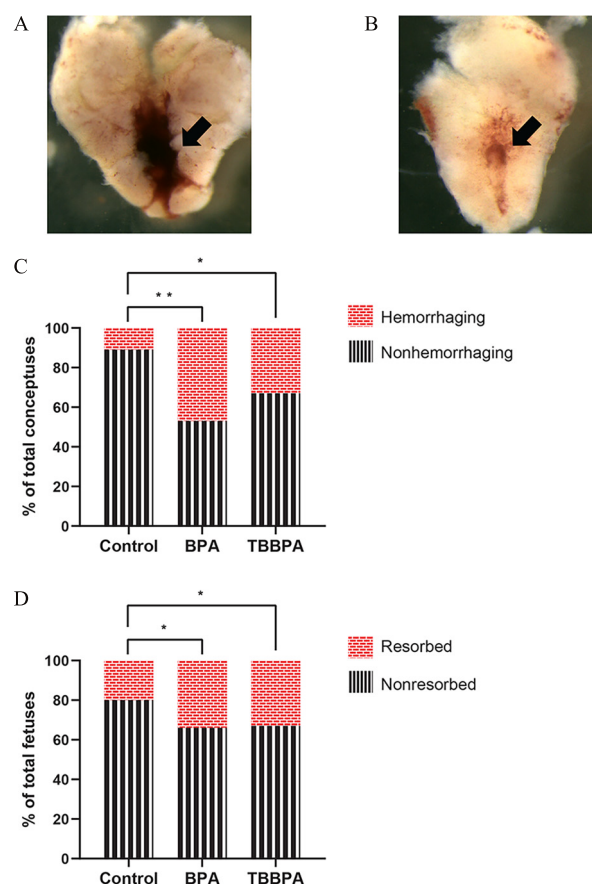 A
B
C
*
* *
Hemorrhaging
Nonhemorrhaging
% of total conceptuses
100
80
60
40
20
0
Control BPA TBBPA
D
*
*
Resorbed
Nonresorbed
% of total fetuses
100
80
60
40
20
0
Control BPA TBBPA